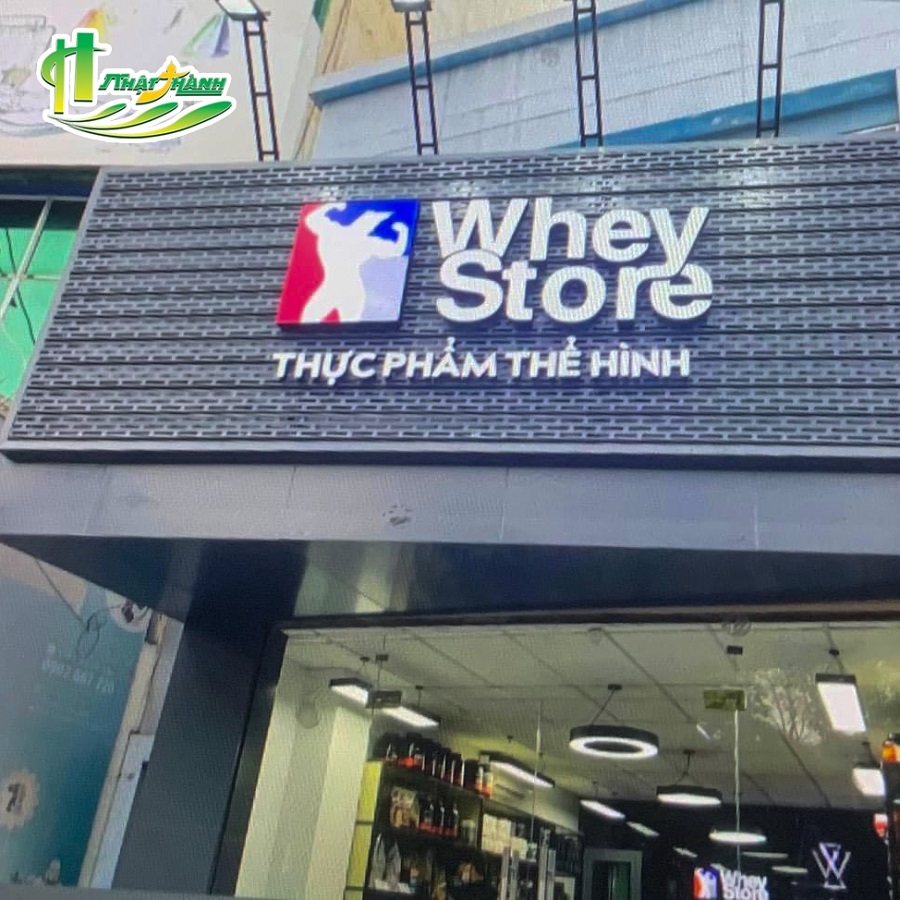 NHẬT THÀNH
Whey
Store
THỰC PHẨM THỂ HÌNH
Whey
Store